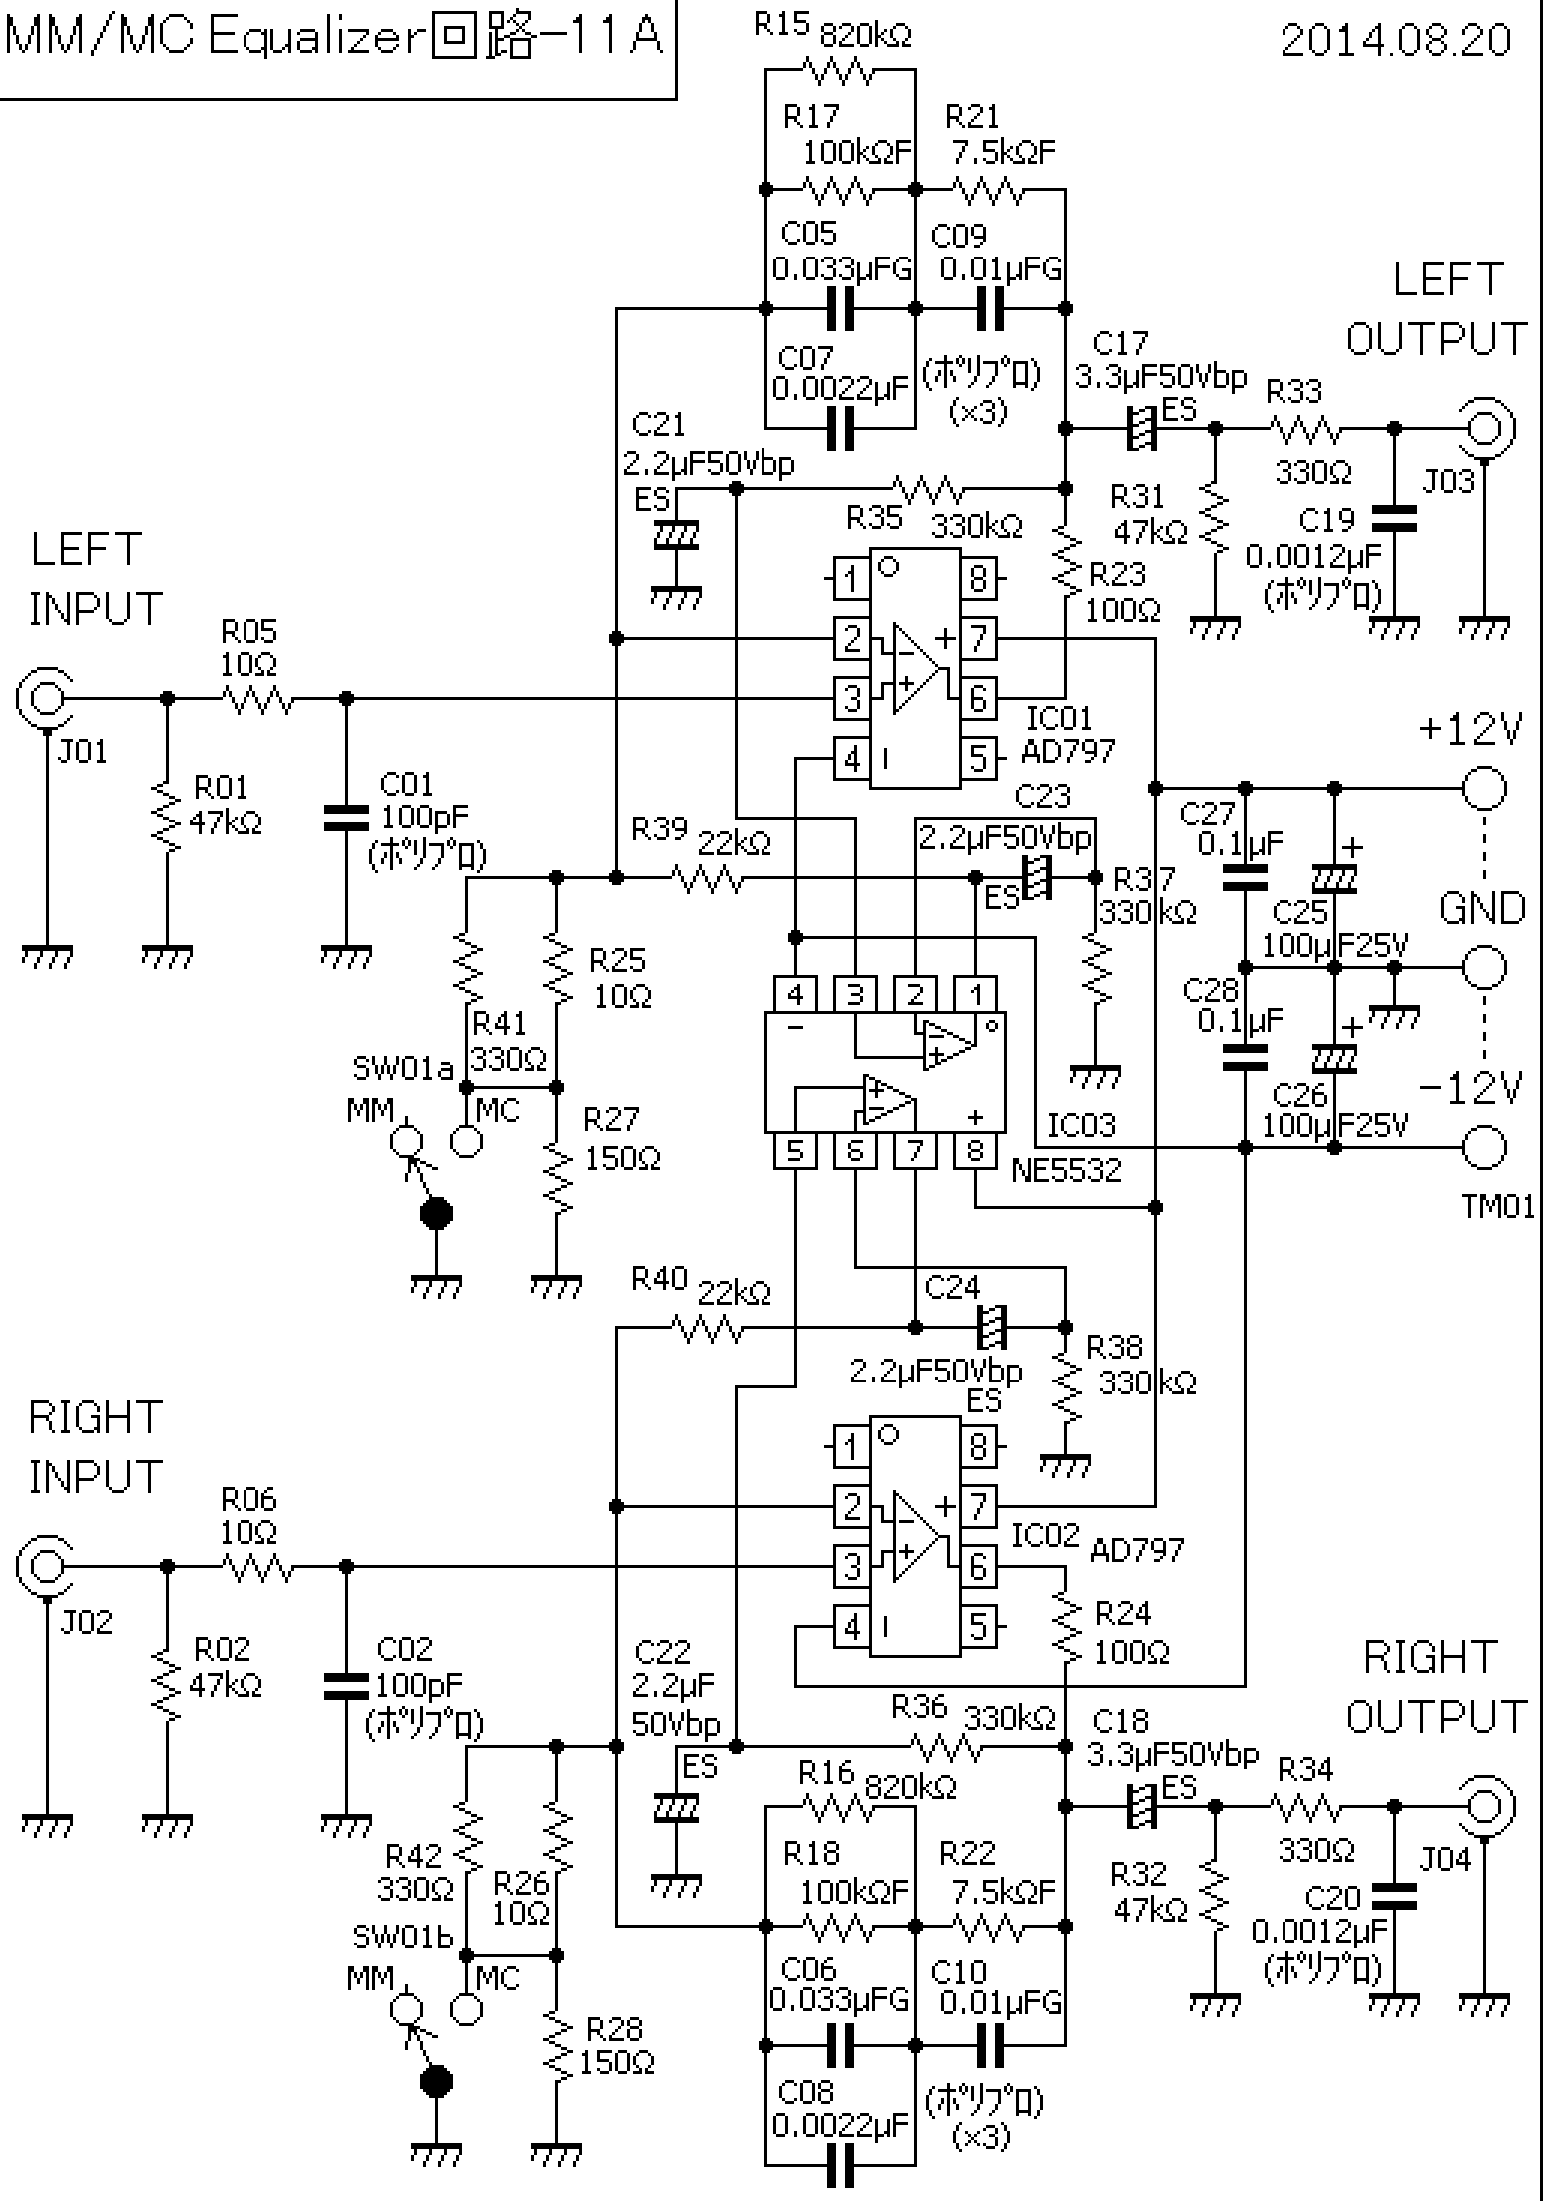 MM/MC Equalizer回路-11A
2014.08.20
R15 820kΩ
R17
100kΩF
R21
7.5kΩF
C05
0.033μFG
C09
0.01μFG
C07
0.0022μF
(ポリプロ)
(×3)
LEFT
OUTPUT
C17
3.3μF50Vbp
ES
R33
330Ω
J03
C21
2.2μF50Vbp
ES
R35 330kΩ
R31
47kΩ
C19
0.0012μF
(ポリプロ)
R23
100Ω
LEFT
INPUT
R05
10Ω
J01
R01
47kΩ
C01
100pF
(ポリプロ)
1
8
2
- +
7
3
+
6
4
-
5
IC01
AD797
+12V
C23
2.2μF50Vbp
ES
R39 22kΩ
R37
330kΩ
C27
0.1μF
+
C25
100μF25V
GND
R25
10Ω
R41
330Ω
SW01a
MM
MC
R27
150Ω
4 3 2 1
-
-
+
+
-
+
5 6 7 8
IC03
NE5532
C28
0.1μF
+
C26
100μF25V
-12V
TM01
R40 22kΩ
C24
2.2μF50Vbp
ES
R38
330kΩ
RIGHT
INPUT
R06
10Ω
J02
R02
47kΩ
C02
100pF
(ポリプロ)
1
8
2
- +
7
3
+
6
4
-
5
IC02 AD797
R24
100Ω
C22
2.2μF
50Vbp
ES
R36 330kΩ
RIGHT
OUTPUT
C18
3.3μF50Vbp
ES
R34
330Ω
J04
R16 820kΩ
R18
100kΩF
R22
7.5kΩF
R32
47kΩ
C20
0.0012μF
(ポリプロ)
R42
330Ω
R26
10Ω
SW01b
MM
MC
R28
150Ω
C06
0.033μFG
C10
0.01μFG
C08
0.0022μF
(ポリプロ)
(×3)